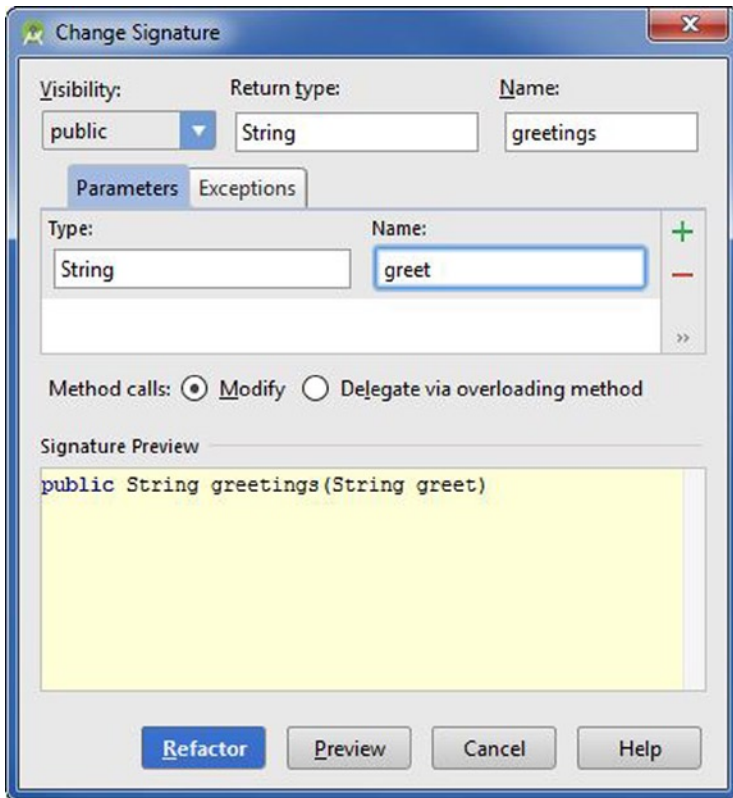 Change Signature
Visibility: Return type: Name:
public String greetings
Parameters Exceptions
Type: Name:
String greet
Method calls: Modify Delegate via overloading method
Signature Preview
public String greetings(String greet)
Refactor Preview Cancel Help